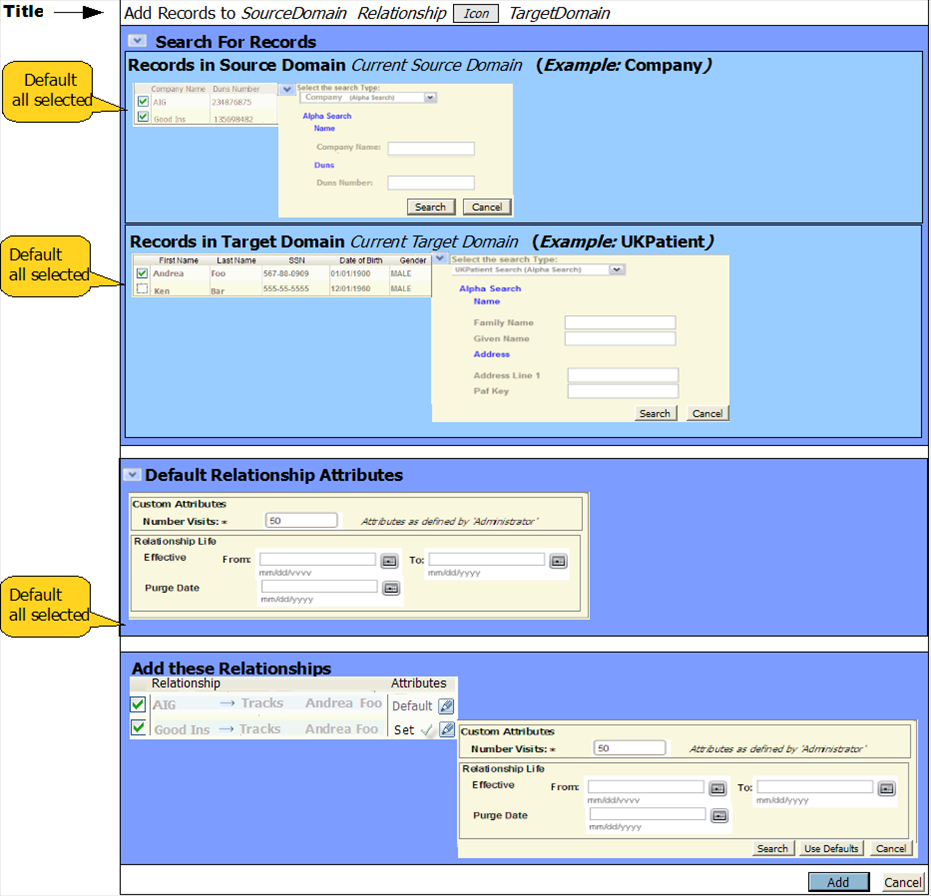 Title
Add Records to SourceDomain Relationship Icon TargetDomain
Search For Records
Records in Source Domain Current Source Domain (Example: Company)
Default
all selected
Company Name Duns Number
AIG 234876875
Good Ins 135698482
Select the search Type:
Company (Alpha Search)
Alpha Search
Name
Company Name:
Duns
Duns Number:
Search Cancel
Records in Target Domain Current Target Domain (Example: UKPatient)
Default
all selected
First Name Last Name SSN Date of Birth Gender
Andrea Foo 567-88-0909 01/01/1900 MALE
Ken Bar 555-55-5555 12/01/1960 MALE
Select the search Type:
UKPatient Search (Alpha Search)
Alpha Search
Name
Family Name
Given Name
Address
Address Line 1
Paf Key
Search Cancel
Default Relationship Attributes
Custom Attributes
Number Visits: * 50 Attributes as defined by 'Administrator'
Relationship Life
Effective From: To:
mm/dd/vvvv mm/dd/yyyy
Purge Date
mm/dd/yyyy
Default
all selected
Add these Relationships
Relationship Attributes
AIG → Tracks Andrea Foo Default
Good Ins → Tracks Andrea Foo Set
Custom Attributes
Number Visits: * 50 Attributes as defined by 'Administrator'
Relationship Life
Effective From: To:
mm/dd/vvvv mm/dd/yyyy
Purge Date
mm/dd/yyyy
Search Use Defaults Cancel
Add Cancel